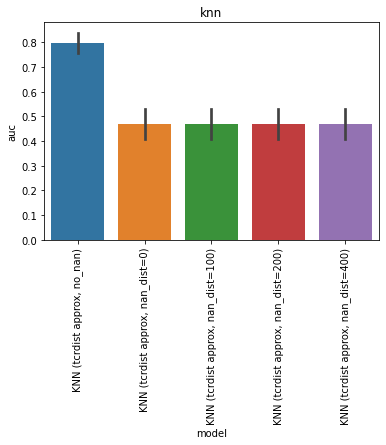 knn
auc
0.8
0.7
0.6
0.5
0.4
0.3
0.2
0.1
0.0
KNN (tcrdist approx, no_nan)
KNN (tcrdist approx, nan_dist=0)
KNN (tcrdist approx, nan_dist=100)
KNN (tcrdist approx, nan_dist=200)
KNN (tcrdist approx, nan_dist=400)
model